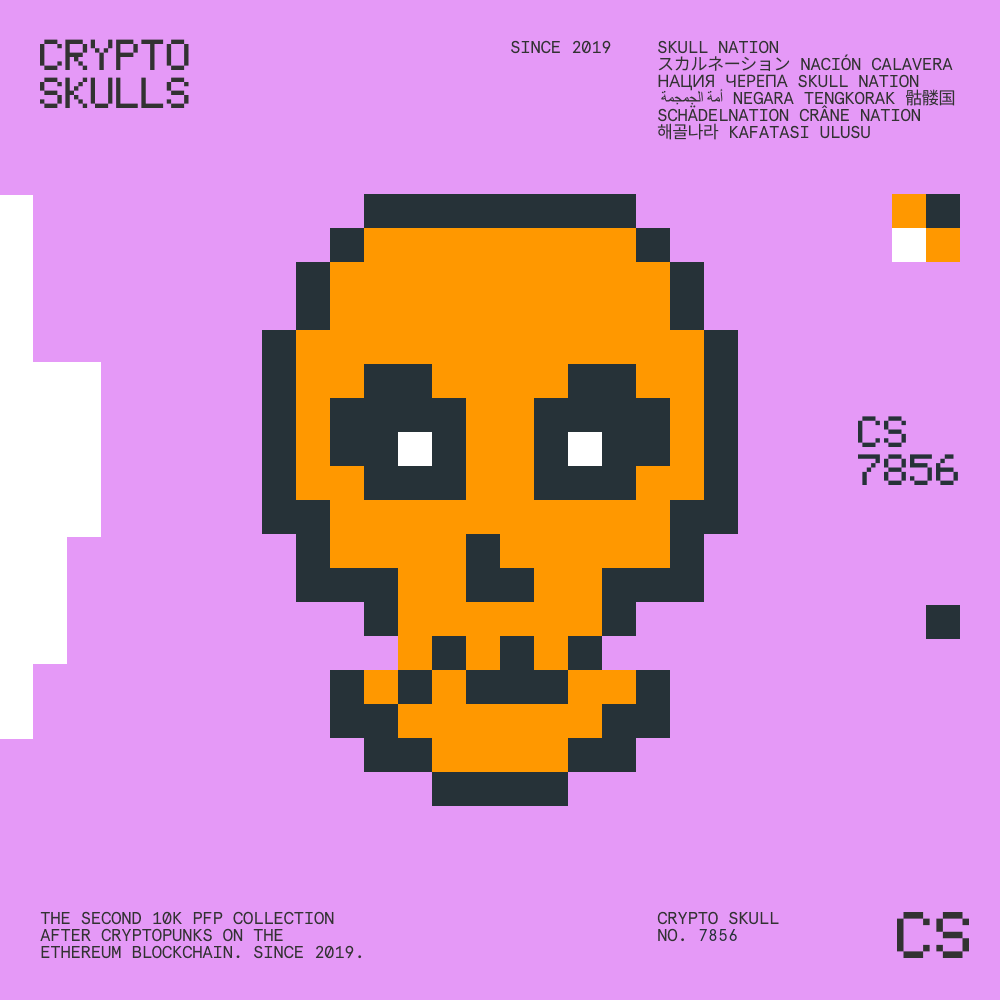 CRYPTO
SKULLS
SINCE 2019
SKULL NATION
スカルネーション NACIÓN CALAVERA
НАЦИЯ ЧЕРЕПА SKULL NATION
أمة الجمجمة NEGARA TENGKORAK 骷髅国
SCHÄDELNATION CRÂNE NATION
해골나라 KAFATASI ULUSU
CS
7856
THE SECOND 10K PFP COLLECTION
AFTER CRYPTOPUNKS ON THE
ETHEREUM BLOCKCHAIN. SINCE 2019.
CRYPTO SKULL
NO. 7856
CS